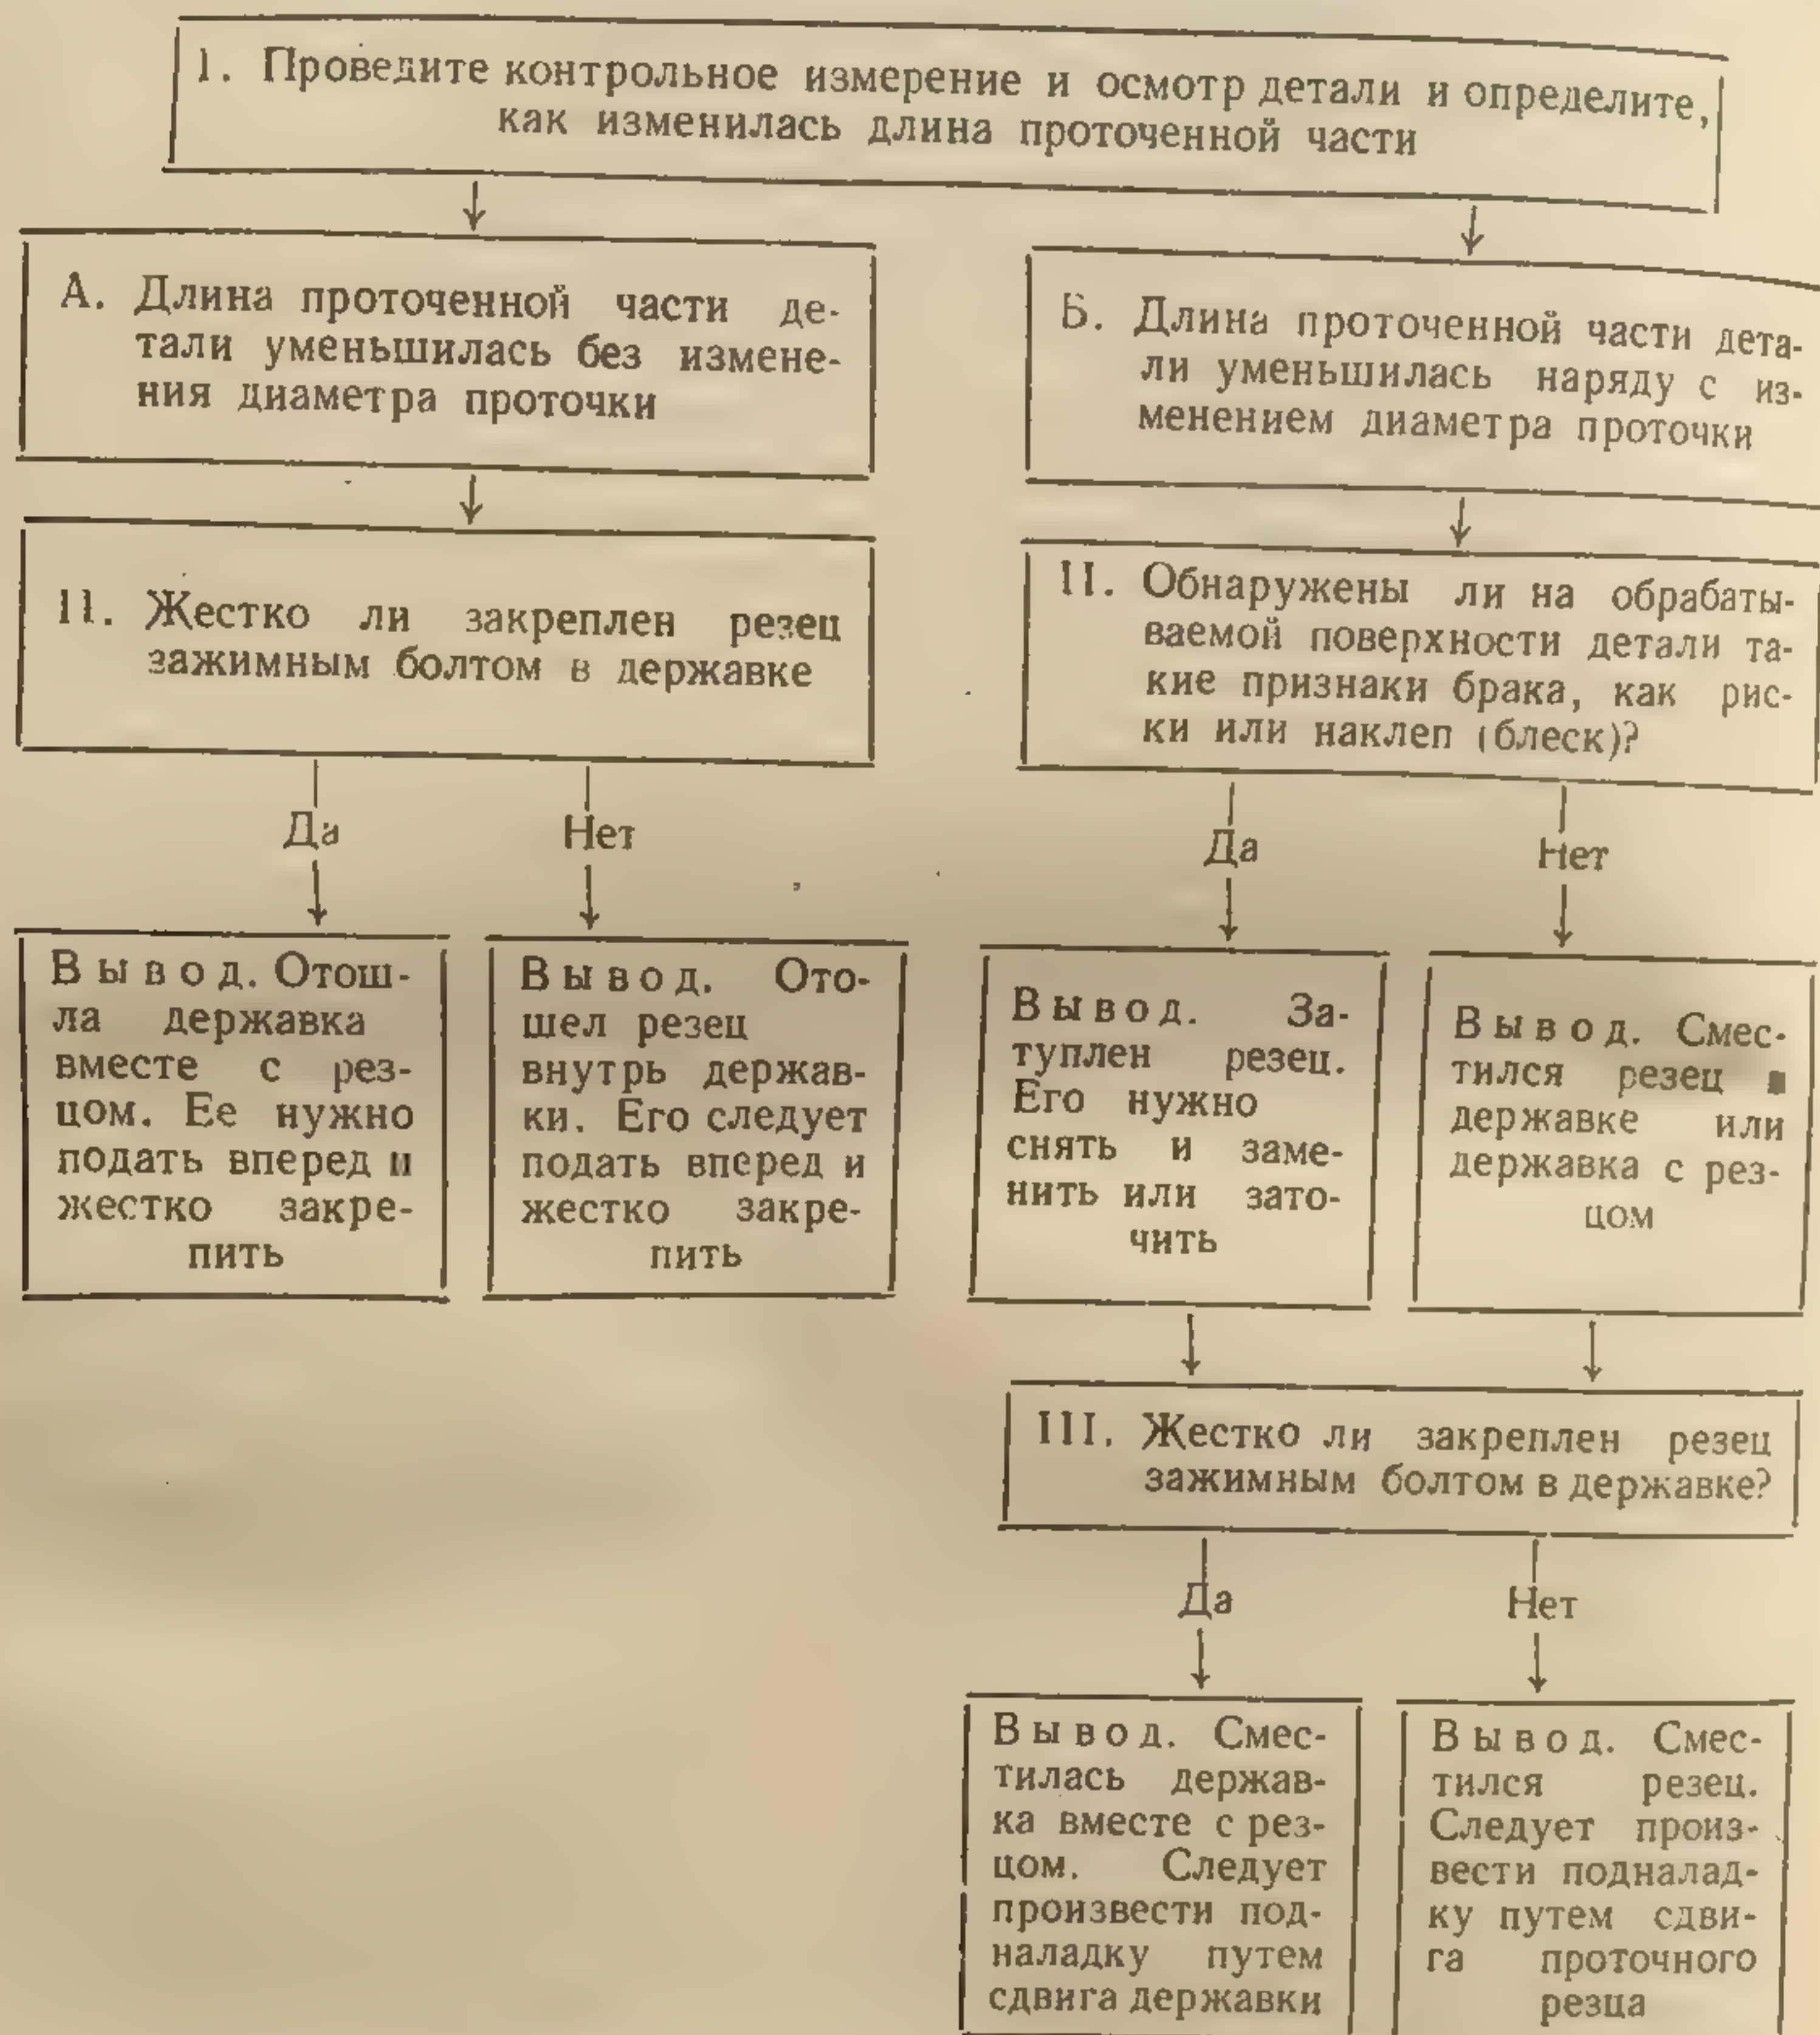 I. Проведите контрольное измерение и осмотр детали и определите,
как изменилась длина проточенной части
А. Длина проточенной части де-
тали уменьшилась без измене-
ния диаметра проточки
Б. Длина проточенной части дета-
ли уменьшилась наряду с из-
менением диаметра проточки
II. Жестко ли закреплен резец
зажимным болтом в державке
II. Обнаружены ли на обрабаты-
ваемой поверхности детали та-
кие признаки брака, как рис-
ки или наклеп (блеск)?
Да
Нет
Да
Нет
Вывод. Отош-
ла державка
вместе с рез-
цом. Ее нужно
подать вперед и
жестко закре-
пить
Вывод. Ото-
шел резец
внутрь держав-
ки. Его следует
подать вперед и
жестко закре-
пить
Вывод. За-
туплен резец.
Его нужно
снять и заме-
нить или зато-
чить
Вывод. Смес-
тился резец
державке или
державка с рез-
цом
III. Жестко ли закреплен резец
зажимным болтом в державке?
Да
Нет
Вывод. Смес-
тилась держав-
ка вместе с рез-
цом. Следует
произвести под-
наладку путем
сдвига державки
Вывод. Смес-
тился резец.
Следует произ-
вести подналад-
ку путем сдви-
га проточного
резца